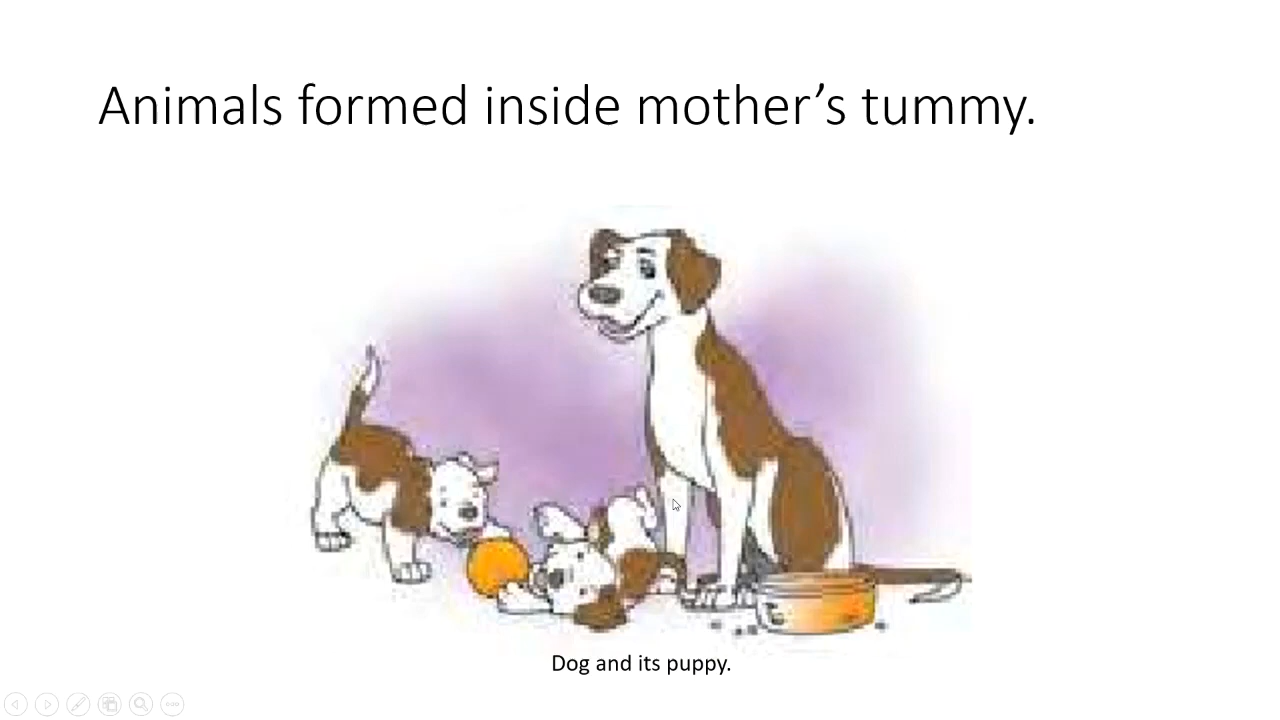 Animals formed inside mother’s tummy.
Dog and its puppy.